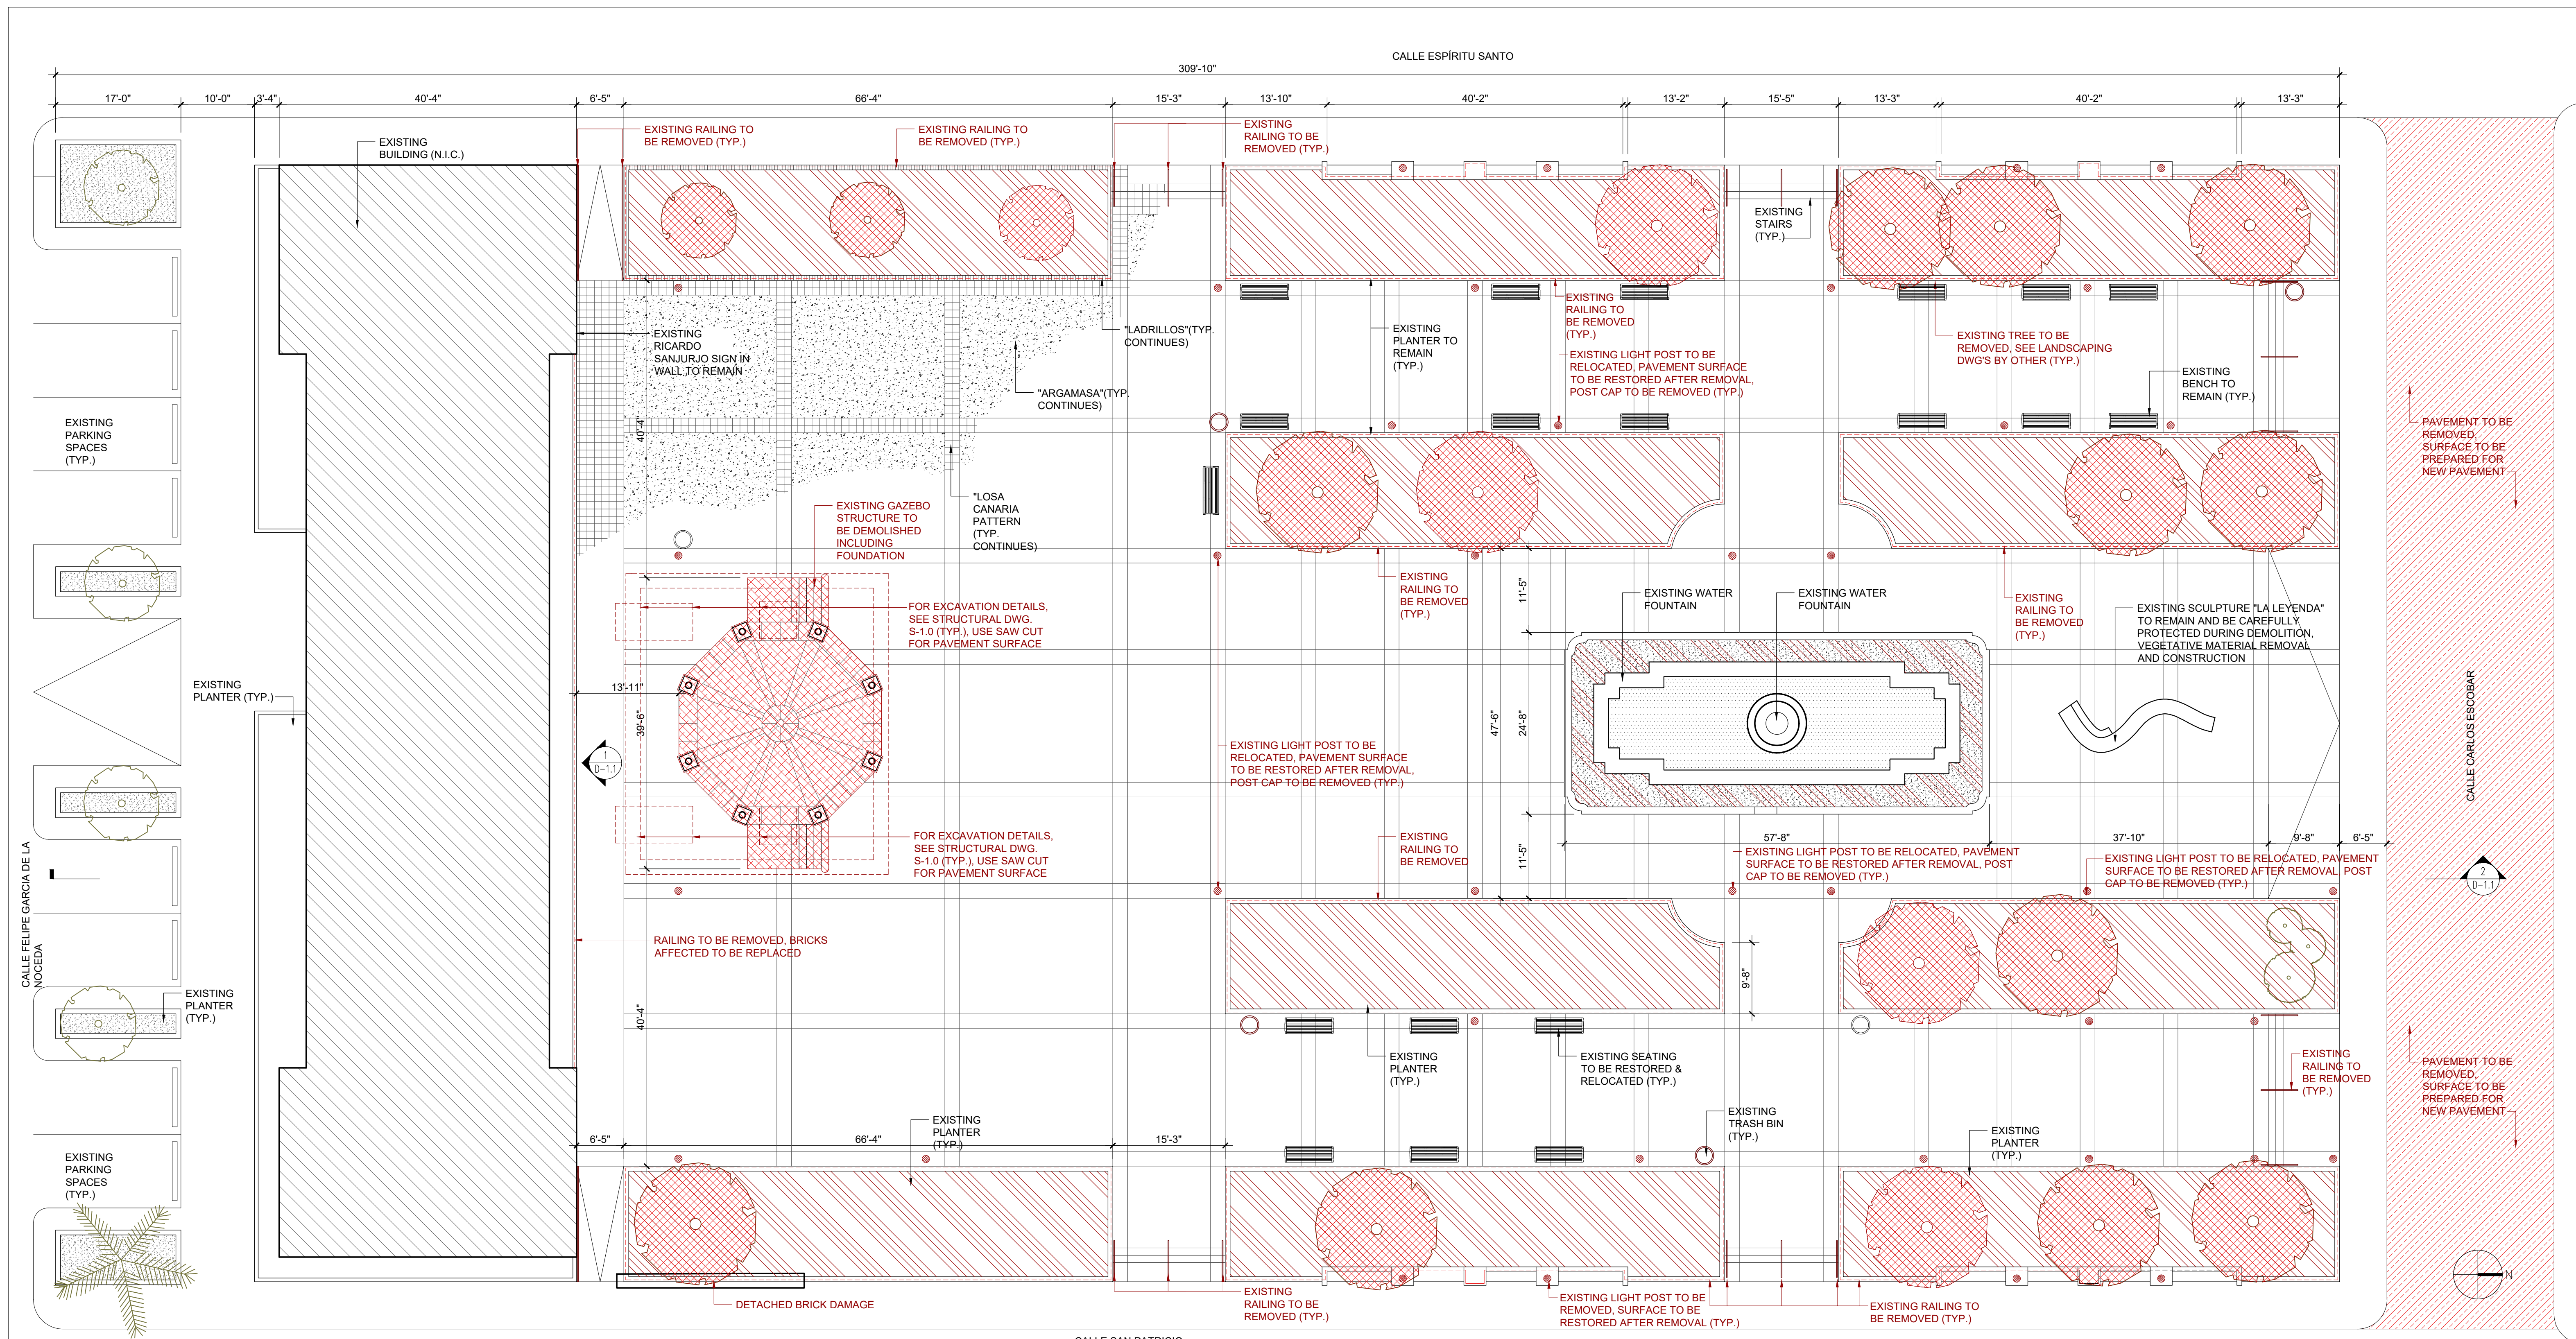 CALLE ESPÍRITU SANTO
309'-10"
17'-0"
10'-0"
3'-4"
40'-4"
6'-5"
66'-4"
15'-3"
13'-10"
40'-2"
13'-2"
15'-5"
13'-3"
40'-2"
13'-3"
EXISTING
BUILDING (N.I.C.)
EXISTING RAILING TO
BE REMOVED (TYP.)
EXISTING RAILING TO
BE REMOVED (TYP.)
EXISTING
RAILING TO BE
REMOVED (TYP.)
EXISTING
STAIRS
(TYP.)
EXISTING
RICARDO
SANJURJO SIGN IN
WALL TO REMAIN
"LADRILLOS"(TYP.
CONTINUES)
"ARGAMASA"(TYP.
CONTINUES)
EXISTING
PLANTER TO
REMAIN
(TYP.)
EXISTING
RAILING TO
BE REMOVED
(TYP.)
EXISTING LIGHT POST TO BE
RELOCATED, PAVEMENT SURFACE
TO BE RESTORED AFTER REMOVAL,
POST CAP TO BE REMOVED (TYP.)
EXISTING TREE TO BE
REMOVED, SEE LANDSCAPING
DWG'S BY OTHER (TYP.)
EXISTING
BENCH TO
REMAIN (TYP.)
EXISTING
PARKING
SPACES
(TYP.)
40'-4"
PAVEMENT TO BE
REMOVED,
SURFACE TO BE
PREPARED FOR
NEW PAVEMENT
"LOSA
CANARIA
PATTERN
(TYP.
CONTINUES)
EXISTING GAZEBO
STRUCTURE TO
BE DEMOLISHED
INCLUDING
FOUNDATION
EXISTING
RAILING TO
BE REMOVED
(TYP.)
11'-5"
EXISTING WATER
FOUNTAIN
EXISTING WATER
FOUNTAIN
EXISTING
RAILING TO
BE REMOVED
(TYP.)
EXISTING SCULPTURE "LA LEYENDA"
TO REMAIN AND BE CAREFULLY
PROTECTED DURING DEMOLITION,
VEGETATIVE MATERIAL REMOVAL
AND CONSTRUCTION
FOR EXCAVATION DETAILS,
SEE STRUCTURAL DWG.
S-1.0 (TYP.), USE SAW CUT
FOR PAVEMENT SURFACE
EXISTING
PLANTER (TYP.)
13'-11"
39'-6"
1
D-1.1
47'-6"
24'-8"
EXISTING LIGHT POST TO BE
RELOCATED, PAVEMENT SURFACE
TO BE RESTORED AFTER REMOVAL,
POST CAP TO BE REMOVED (TYP.)
CALLE CARLOS ESCOBAR
FOR EXCAVATION DETAILS,
SEE STRUCTURAL DWG.
S-1.0 (TYP.), USE SAW CUT
FOR PAVEMENT SURFACE
EXISTING
RAILING TO
BE REMOVED
11'-5"
57'-8"
37'-10"
9'-8"
6'-5"
EXISTING LIGHT POST TO BE RELOCATED, PAVEMENT
SURFACE TO BE RESTORED AFTER REMOVAL, POST
CAP TO BE REMOVED (TYP.)
EXISTING LIGHT POST TO BE RELOCATED, PAVEMENT
SURFACE TO BE RESTORED AFTER REMOVAL, POST
CAP TO BE REMOVED (TYP.)
2
D-1.1
CALLE FELIPE GARCIA DE LA
NOCEDA
RAILING TO BE REMOVED, BRICKS
AFFECTED TO BE REPLACED
9'-8"
EXISTING
PLANTER
(TYP.)
40'-4"
EXISTING
PLANTER
(TYP.)
EXISTING SEATING
TO BE RESTORED &
RELOCATED (TYP.)
EXISTING
RAILING TO
BE REMOVED
(TYP.)
PAVEMENT TO BE
REMOVED,
SURFACE TO BE
PREPARED FOR
NEW PAVEMENT
EXISTING
TRASH BIN
(TYP.)
EXISTING
PLANTER
(TYP.)
EXISTING
PLANTER
(TYP.)
6'-5"
66'-4"
15'-3"
EXISTING
PARKING
SPACES
(TYP.)
N
DETACHED BRICK DAMAGE
EXISTING
RAILING TO BE
REMOVED (TYP.)
EXISTING LIGHT POST TO BE
REMOVED, SURFACE TO BE
RESTORED AFTER REMOVAL (TYP.)
EXISTING RAILING TO
BE REMOVED (TYP.)
CALLE SAN PATRICIO